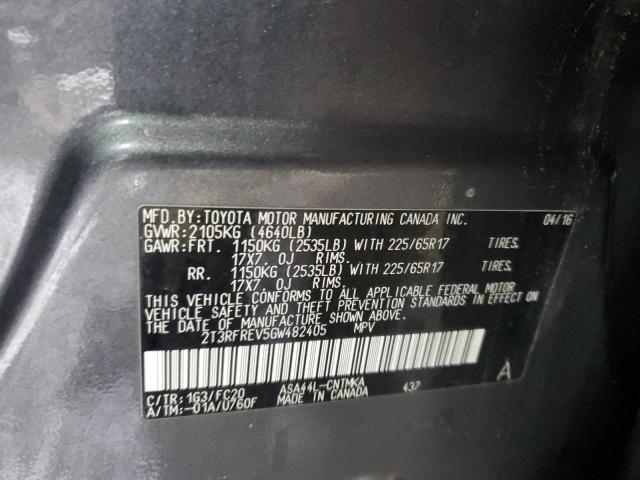 MFD.BY:TOYOTA MOTOR MANUFACTURING CANADA INC. 04/16
GVWR:2105KG (4640LB)
GAWR:FRT. 1150KG (2535LB) WITH 225/65R17 TIRES.
17X7.0J RIMS.
RR. 1150KG (2535LB) WITH 225/65R17 TIRES.
17X7.0J RIMS.
THIS VEHICLE CONFORMS TO ALL APPLICABLE FEDERAL MOTOR
VEHICLE SAFETY AND THEFT PREVENTION STANDARDS IN EFFECT ON
THE DATE OF MANUFACTURE SHOWN ABOVE.
2T3RFREV5GW482405 MPV
A
C/TR:1G3/FC20 ASA44L-CNTMKA 437
A/TM:-01A/U760F MADE IN CANADA